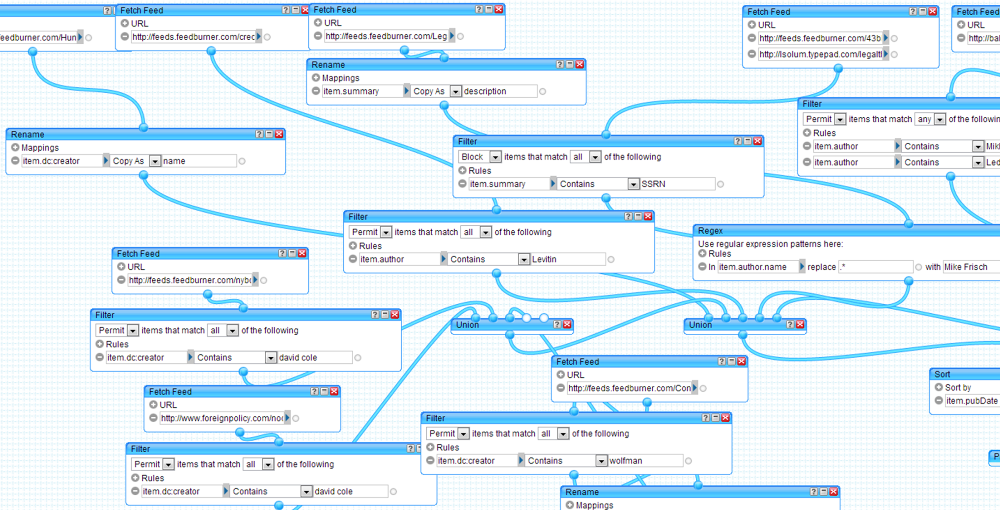 Fetch Feed
URL
http://feeds.feedburner.com/crec
Fetch Feed
URL
http://feeds.feedburner.com/Leg
Fetch Feed
URL
http://feeds.feedburner.com/43b
http://lsolum.typepad.com/legaltl
Fetch Feed
URL
http://bal
eedburner.com/Hun
Rename
Mappings
item.summary Copy As description
Filter
Permit items that match any of the followin
Rules
item.author Contains Mik
item.author Contains Led
Rename
Mappings
item.dc:creator Copy As name
Filter
Block items that match all of the following
Rules
item.summary Contains SSRN
Filter
Permit items that match all of the following
Rules
item.author Contains Levitin
Regex
Use regular expression patterns here:
Rules
In item.author.name replace .* with Mike Frisch
Fetch Feed
URL
http://feeds.feedburner.com/nybo
Filter
Permit items that match all of the following
Rules
item.dc:creator Contains david cole
Union
Union
Fetch Feed
URL
http://feeds.feedburner.com/Con
Sort
Sort by
item.pubDate
Fetch Feed
URL
http://www.foreignpolicy.com/noc
Filter
Permit items that match all of the following
Rules
item.dc:creator Contains wolfman
Filter
Permit items that match all of the following
Rules
item.dc:creator Contains david cole
P
Rename
Mappings